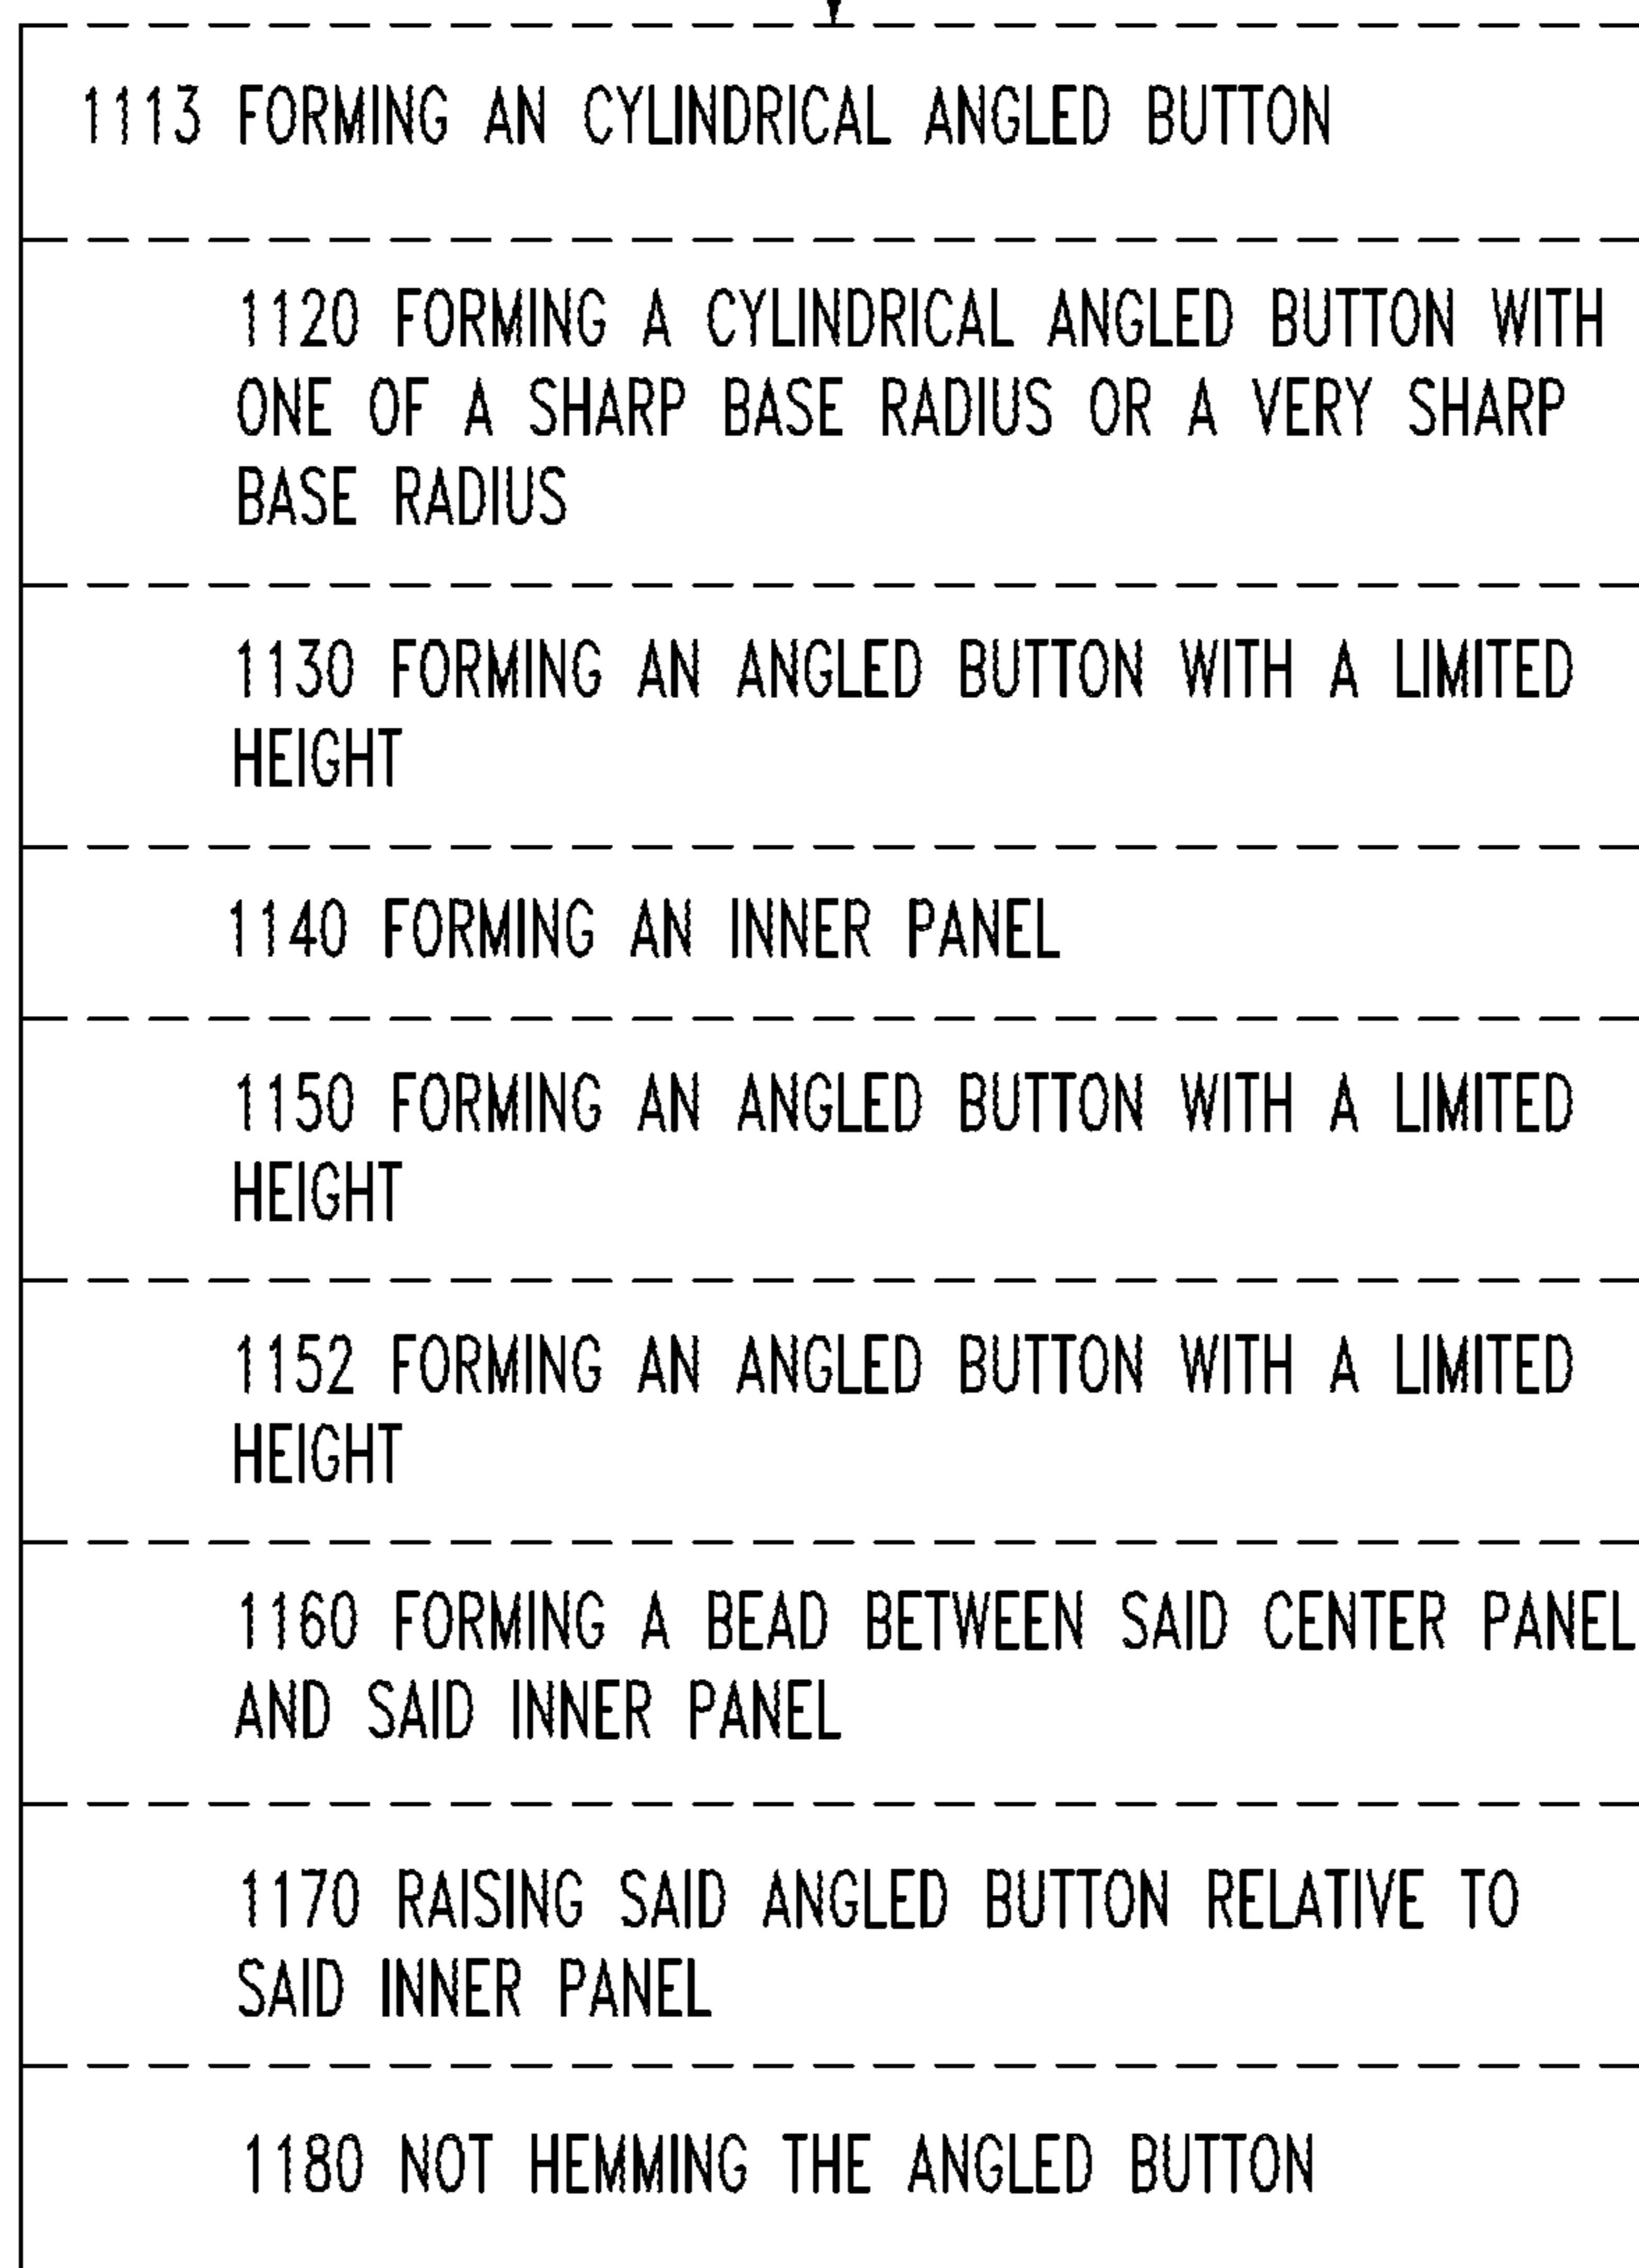 1113 FORMING AN CYLINDRICAL ANGLED BUTTON
1120 FORMING A CYLINDRICAL ANGLED BUTTON WITH
ONE OF A SHARP BASE RADIUS OR A VERY SHARP
BASE RADIUS
1130 FORMING AN ANGLED BUTTON WITH A LIMITED
HEIGHT
1140 FORMING AN INNER PANEL
1150 FORMING AN ANGLED BUTTON WITH A LIMITED
HEIGHT
1152 FORMING AN ANGLED BUTTON WITH A LIMITED
HEIGHT
1160 FORMING A BEAD BETWEEN SAID CENTER PANEL
AND SAID INNER PANEL
1170 RAISING SAID ANGLED BUTTON RELATIVE TO
SAID INNER PANEL
1180 NOT HEMMING THE ANGLED BUTTON